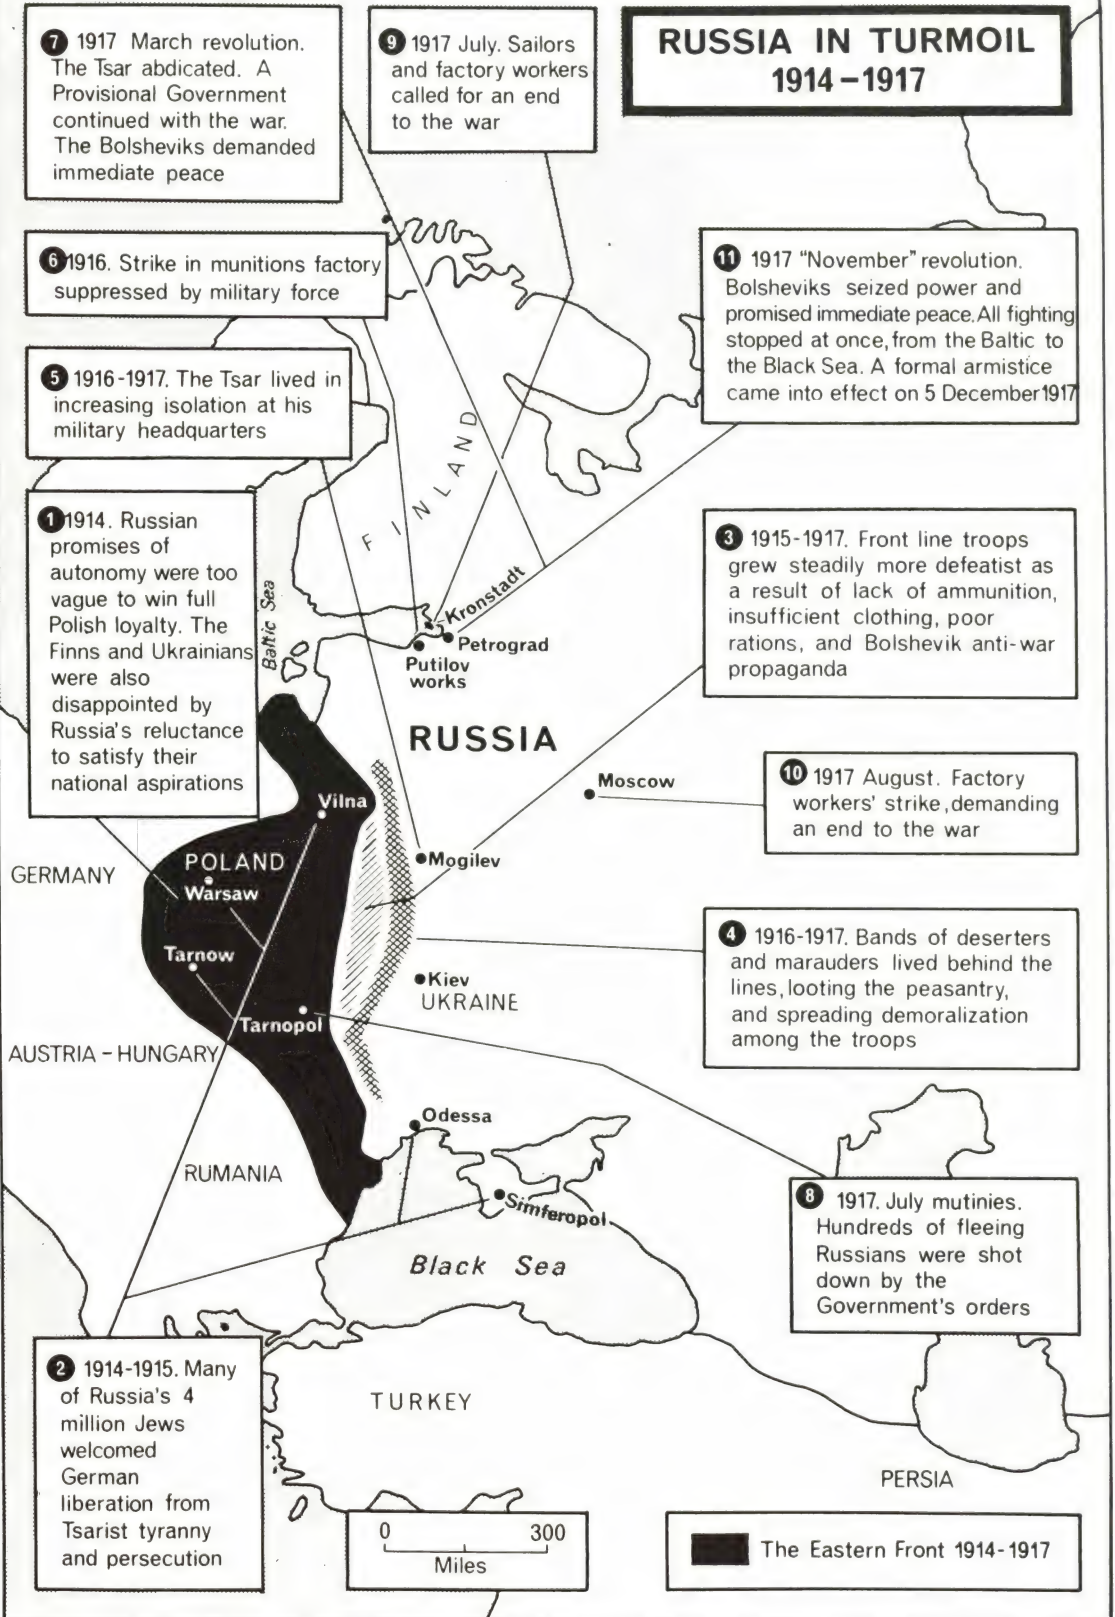 RUSSIA IN TURMOIL
1914-1917
7 1917 March revolution.
The Tsar abdicated. A
Provisional Government
continued with the war.
The Bolsheviks demanded
immediate peace
9 1917 July. Sailors
and factory workers
called for an end
to the war
6 1916. Strike in munitions factory
suppressed by military force
11 1917 "November" revolution.
Bolsheviks seized power and
promised immediate peace. All fighting
stopped at once, from the Baltic to
the Black Sea. A formal armistice
came into effect on 5 December 1917
5 1916-1917. The Tsar lived in
increasing isolation at his
military headquarters
1 1914. Russian
promises of
autonomy were too
vague to win full
Polish loyalty. The
Finns and Ukrainians
were also
disappointed by
Russia's reluctance
to satisfy their
national aspirations
3 1915-1917. Front line troops
grew steadily more defeatist as
a result of lack of ammunition,
insufficient clothing, poor
rations, and Bolshevik anti-war
propaganda
FINLAND
Baltic Sea
Kronstadt
Petrograd
Putilov
works
RUSSIA
Moscow
10 1917 August. Factory
workers' strike, demanding
an end to the war
Vilna
Mogilev
GERMANY
POLAND
Warsaw
4 1916-1917. Bands of deserters
and marauders lived behind the
lines, looting the peasantry,
and spreading demoralization
among the troops
Tarnow
Kiev
UKRAINE
Tarnopol
AUSTRIA-HUNGARY
Odessa
RUMANIA
Simferopol
Black Sea
8 1917. July mutinies.
Hundreds of fleeing
Russians were shot
down by the
Government's orders
2 1914-1915. Many
of Russia's 4
million Jews
welcomed
German
liberation from
Tsarist tyranny
and persecution
TURKEY
PERSIA
0 300
Miles
The Eastern Front 1914-1917